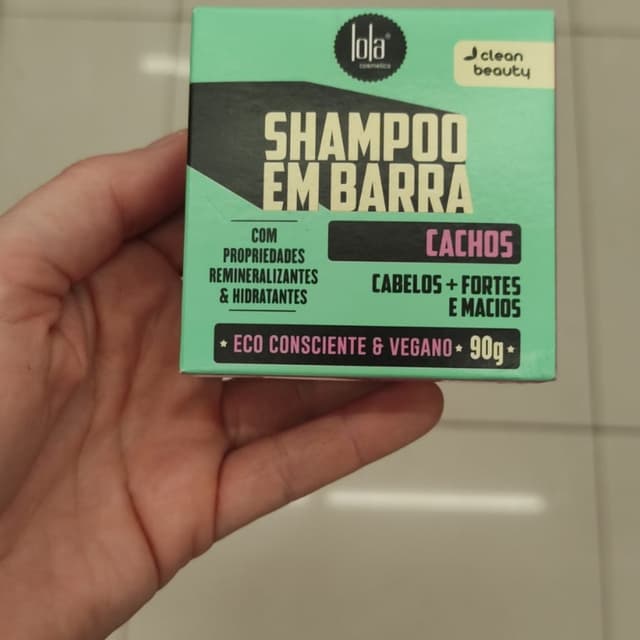 lola®
cosmetics
clean
beauty
SHAMPOO
EM BARRA
COM
PROPRIEDADES
REMINERALIZANTES
& HIDRATANTES
CACHOS
CABELOS + FORTES
E MACIOS
ECO CONSCIENTE & VEGANO 90g